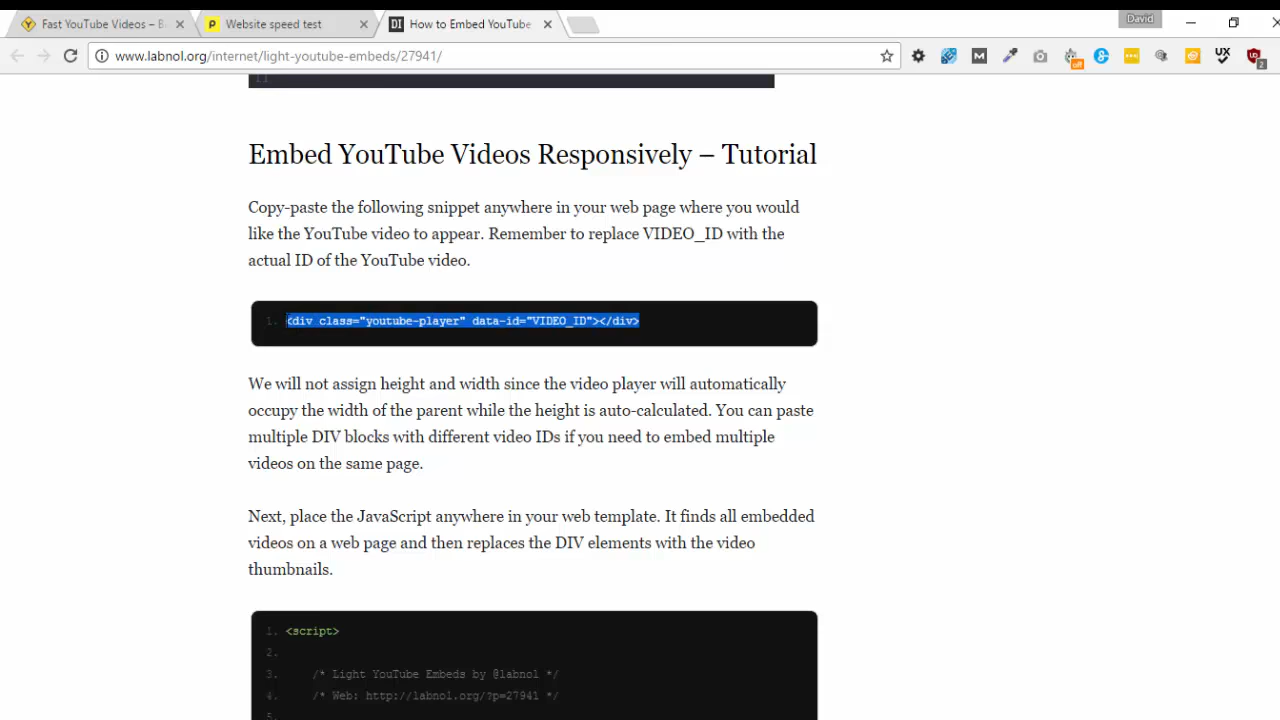 Fast YouTube Videos – B
Website speed test
DI
How to Embed YouTube
David
www.labnol.org/internet/light-youtube-embeds/27941/
M
off
UX
2
11
Embed YouTube Videos Responsively – Tutorial
Copy-paste the following snippet anywhere in your web page where you would
like the YouTube video to appear. Remember to replace VIDEO_ID with the
actual ID of the YouTube video.
1. <div class="youtube-player" data-id="VIDEO_ID"></div>
We will not assign height and width since the video player will automatically
occupy the width of the parent while the height is auto-calculated. You can paste
multiple DIV blocks with different video IDs if you need to embed multiple
videos on the same page.
Next, place the JavaScript anywhere in your web template. It finds all embedded
videos on a web page and then replaces the DIV elements with the video
thumbnails.
1. <script>
2.
3. /* Light YouTube Embeds by @labnol */
4. /* Web: http://labnol.org/?p=27941 */
5.